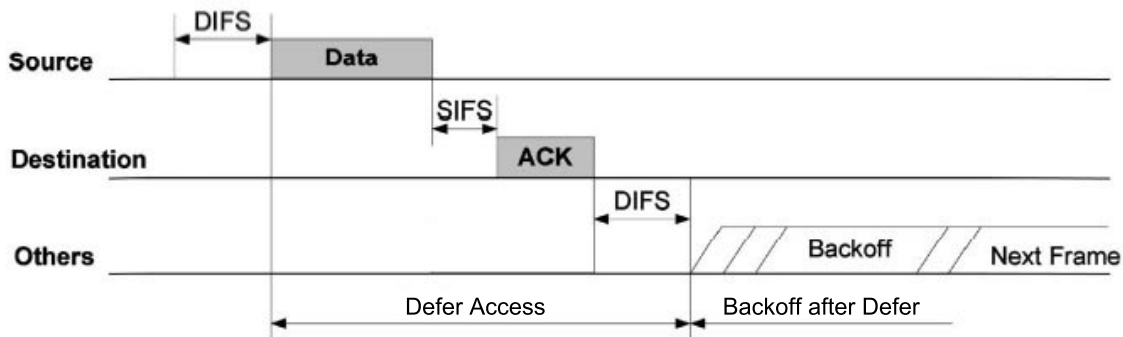 DIFS
Source
Data
SIFS
Destination
ACK
DIFS
Others
Backoff
Next Frame
Defer Access
Backoff after Defer